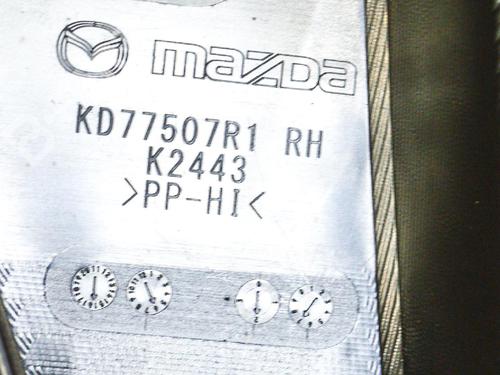 mazda
KD77507R1 RH
K2443
>PP-HI<